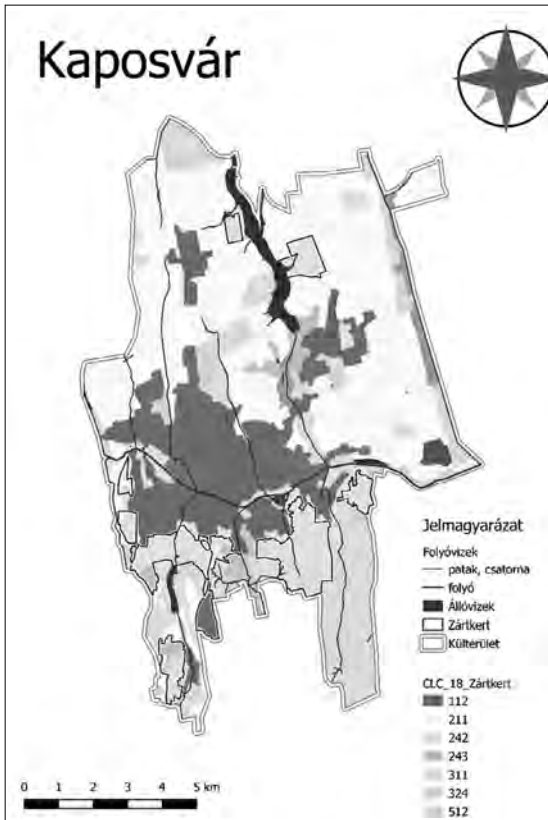 Kaposvár
Jelmagyarázat
Folyóvizek
patak, csatorna
folyó
Állóvizek
Zártkert
Külterület
CLC_18_Zártkert
112
211
242
243
311
324
512
0 1 2 3 4 5 km